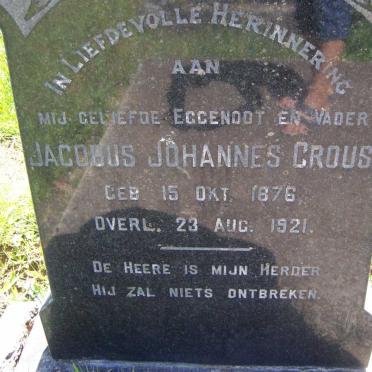 IN LIEFDEVOLLE HERINNERING
AAN
MIJ GELIEFDE EGGENOOT EN VADER
JACOBUS JOHANNES CROUS
GEB 15 OKT. 1876,
OVERL. 23 AUG. 1921.
DE HEERE IS MIJN HERDER
HIJ ZAL NIETS ONTBREKEN.